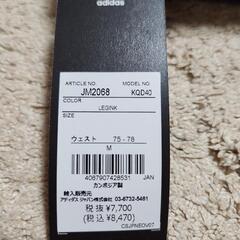 adidas
ARTICLE NO. MODEL NO.
JM2068 KQD40
COLOR
LEGINK
SIZE
ウェスト 75-78
M
4067907428531 JAN
カンボジア製
輸入販売元
アディダス ジャパン株式会社 03-6732-5481
税抜 ¥7,700
(税込 ¥8,470)
CSJPNEOV07